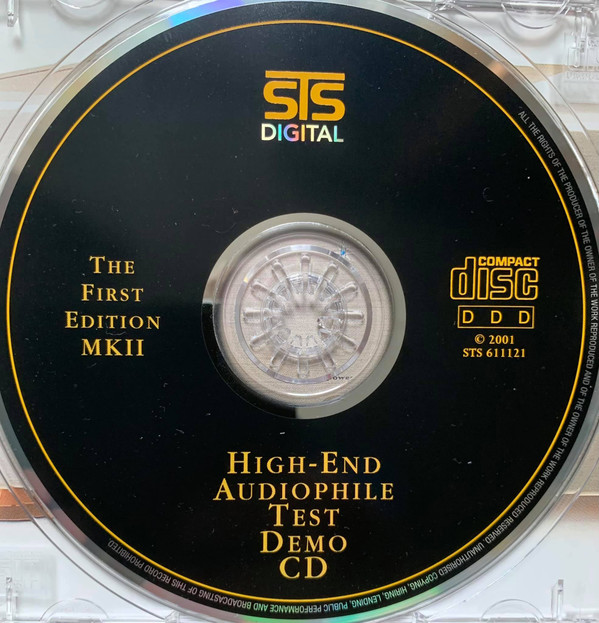 STS
DIGITAL
THE
FIRST
EDITION
MKII
COMPACT
disc
DDD
© 2001
STS 611121
HIGH-END
AUDIOPHILE
TEST
DEMO
CD
ALL THE RIGHTS OF THE PRODUCER OF THE OWNER OF THE WORK REPRODUCED AND OF THE OWNER OF THE WORK REPRODUCED RESERVED. UNAUTHORISED COPYING, HIRING, LENDING, PUBLIC PERFORMANCE AND BROADCASTING OF THIS RECORD PROHIBITED.